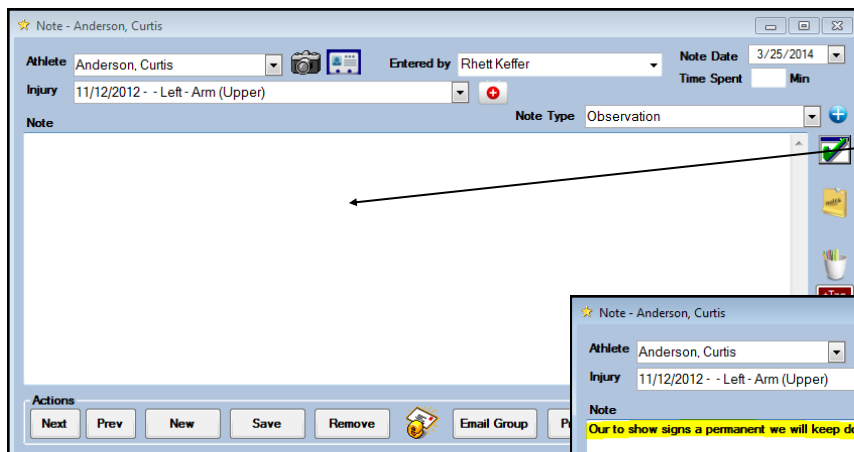 Note - Anderson, Curtis
Athlete Anderson, Curtis Entered by Rhett Keffer Note Date 3/25/2014
Time Spent Min
Injury 11/12/2012 - - Left - Arm (Upper)
Note Type Observation
Note
Note - Anderson, Curtis
Athlete Anderson, Curtis
Injury 11/12/2012 - - Left - Arm (Upper)
Note
Our to show signs a permanent we will keep do
Actions
Next Prev New Save Remove Email Group P